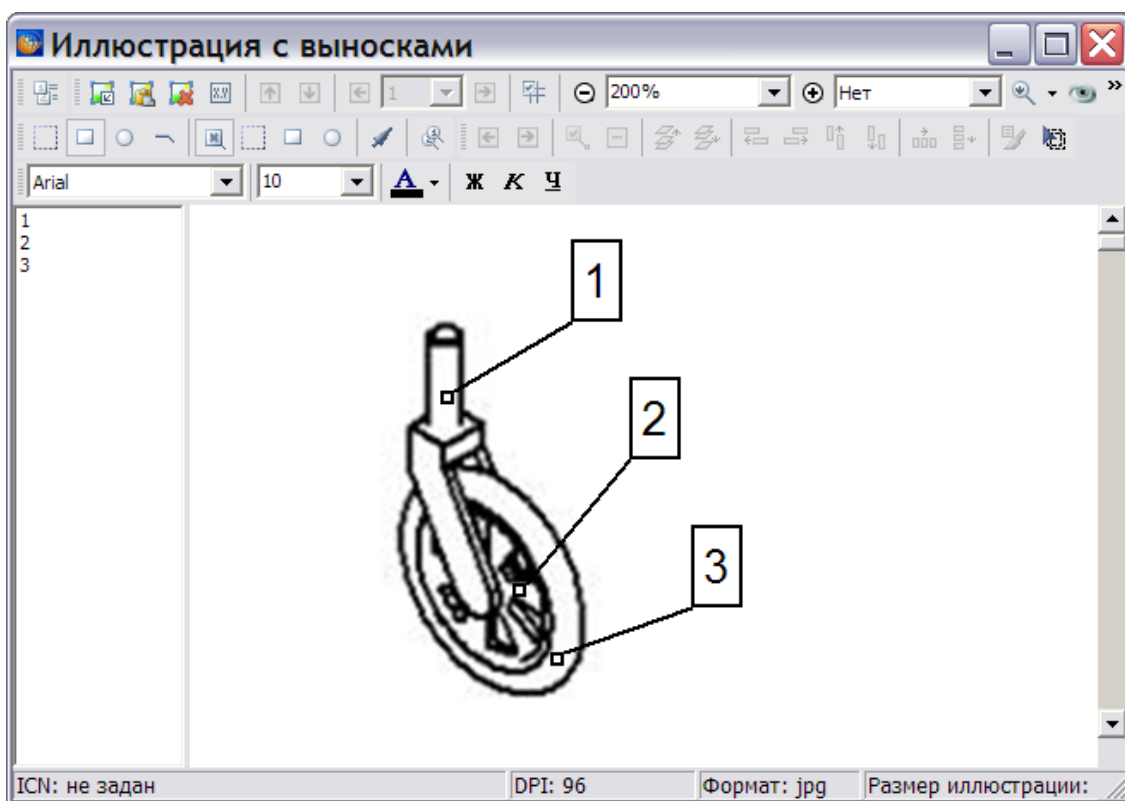 Иллюстрация с выносками
X,Y 1 200% Нет
Arial 10 А Ж К Ч
1
2
3
1
2
3
ICN: не задан DPI: 96 Формат: jpg Размер иллюстрации: